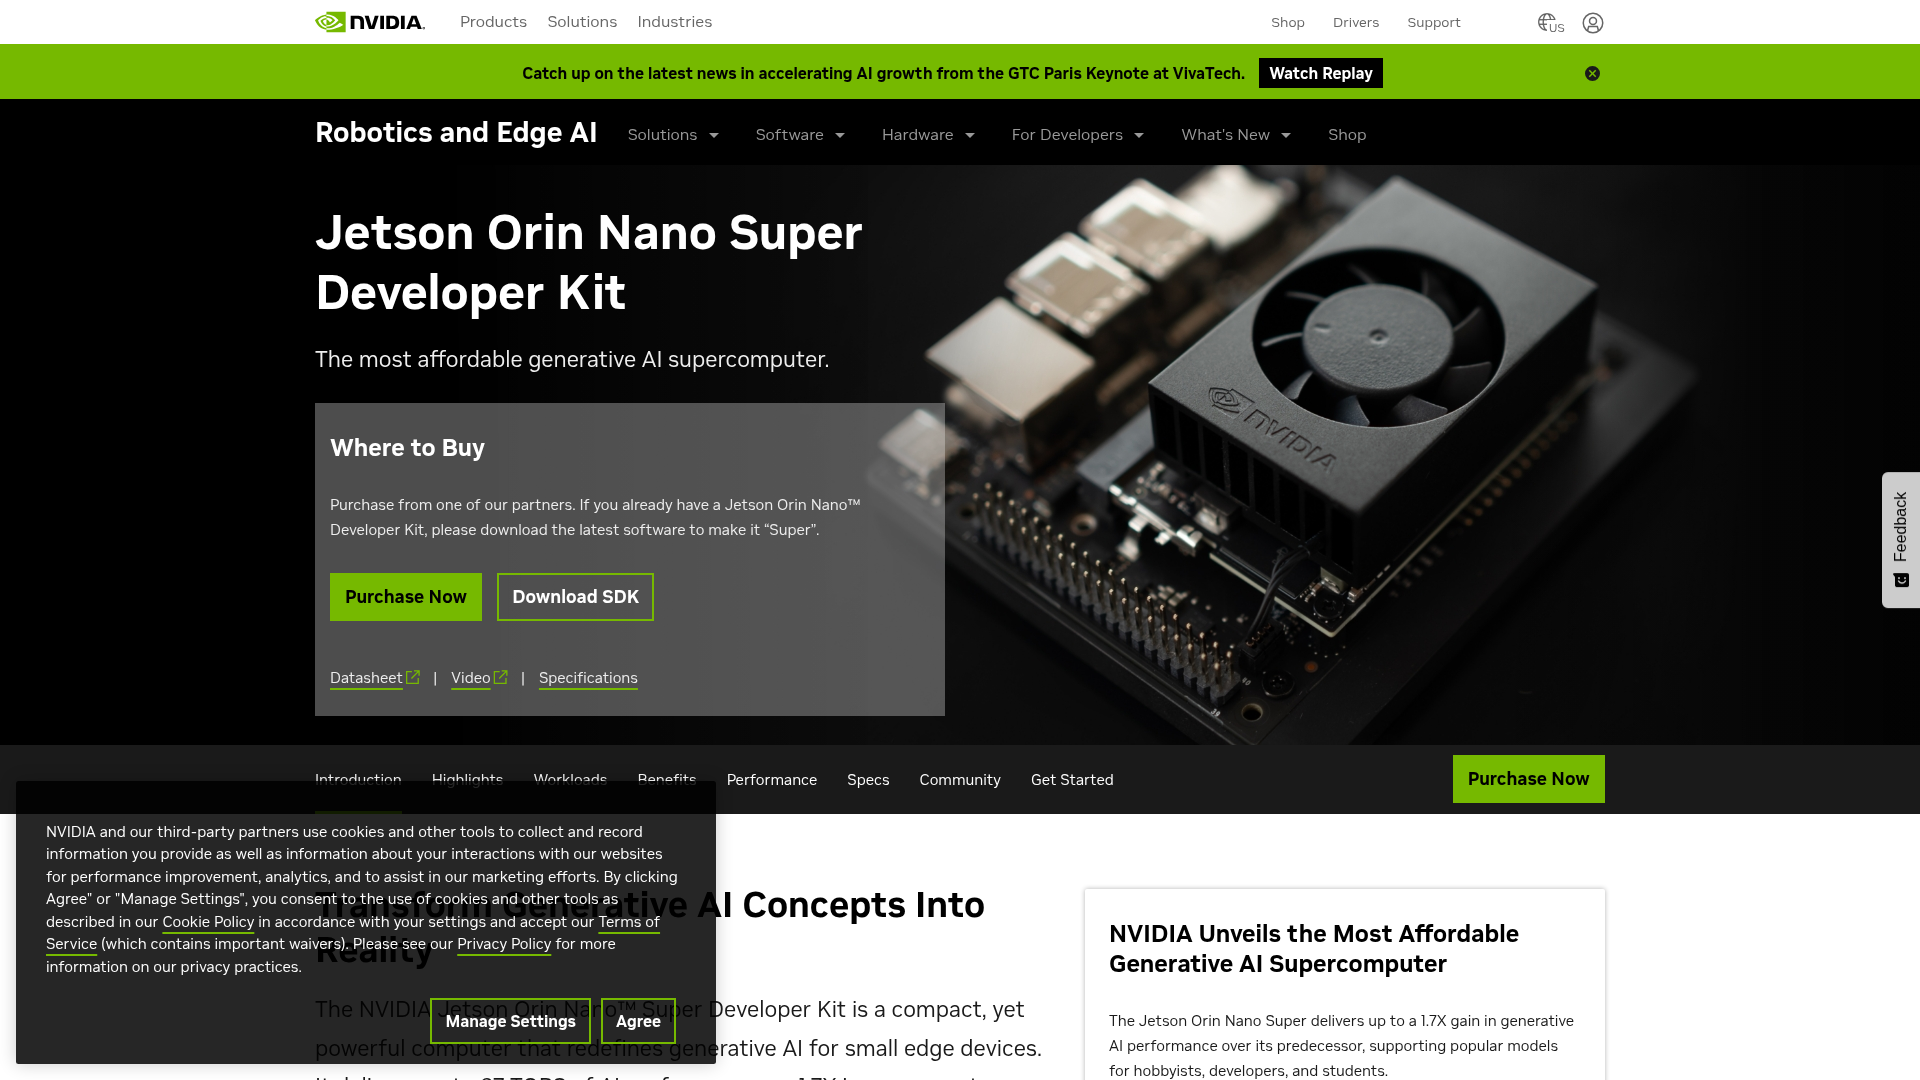 NVIDIA.
Products Solutions Industries
Shop Drivers Support US
Catch up on the latest news in accelerating AI growth from the GTC Paris Keynote at VivaTech. Watch Replay
Robotics and Edge AI Solutions Software Hardware For Developers What's New Shop
Jetson Orin Nano Super
Developer Kit
The most affordable generative AI supercomputer.
NVIDIA
Where to Buy
Purchase from one of our partners. If you already have a Jetson Orin Nano™
Developer Kit, please download the latest software to make it “Super”.
Purchase Now Download SDK
Datasheet | Video | Specifications
Feedback
Introduction Highlights Workloads Benefits Performance Specs Community Get Started Purchase Now
NVIDIA and our third-party partners use cookies and other tools to collect and record
information you provide as well as information about your interactions with our websites
for performance improvement, analytics, and to assist in our marketing efforts. By clicking
Agree" or "Manage Settings", you consent to the use of cookies and other tools as
described in our Cookie Policy in accordance with your settings and accept our Terms of
Service (which contains important waivers). Please see our Privacy Policy for more
information on our privacy practices.
Manage Settings Agree
Transform Generative AI Concepts Into
Reality
The NVIDIA Jetson Orin Nano™ Super Developer Kit is a compact, yet
powerful computer that redefines generative AI for small edge devices.
NVIDIA Unveils the Most Affordable
Generative AI Supercomputer
The Jetson Orin Nano Super delivers up to a 1.7X gain in generative
AI performance over its predecessor, supporting popular models
for hobbyists, developers, and students.